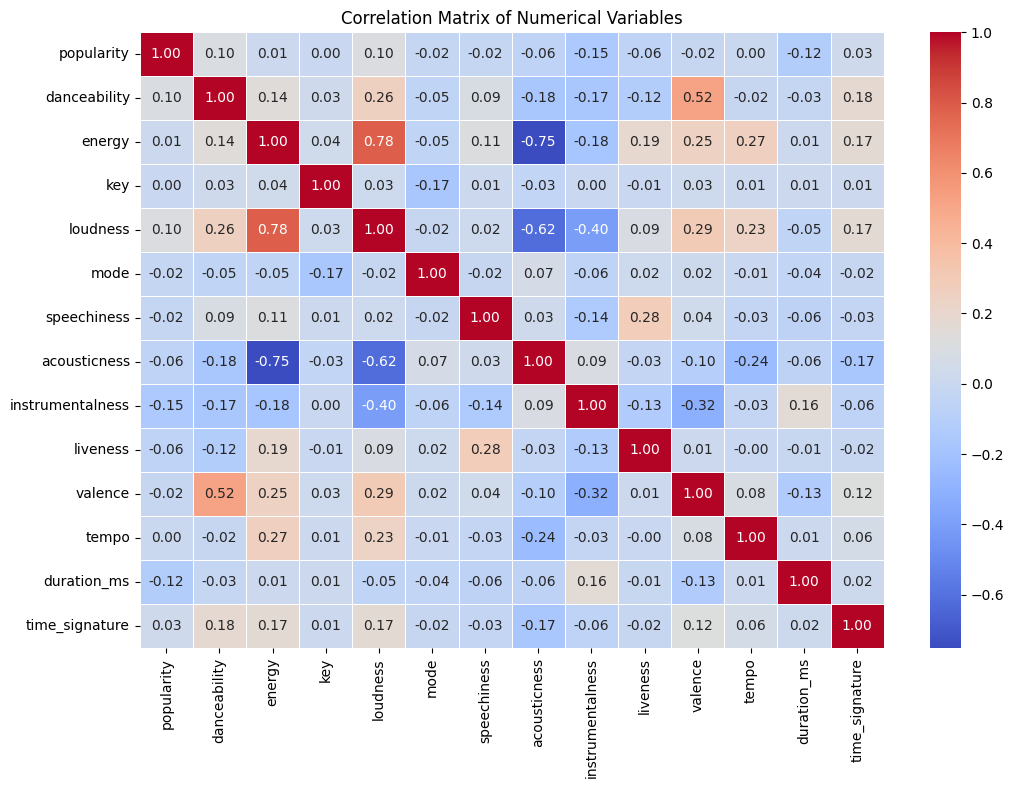 Correlation Matrix of Numerical Variables
popularity 1.00 0.10 0.01 0.00 0.10 -0.02 -0.02 -0.06 -0.15 -0.06 -0.02 0.00 -0.12 0.03
danceability 0.10 1.00 0.14 0.03 0.26 -0.05 0.09 -0.18 -0.17 -0.12 0.52 -0.02 -0.03 0.18
energy 0.01 0.14 1.00 0.04 0.78 -0.05 0.11 -0.75 -0.18 0.19 0.25 0.27 0.01 0.17
key 0.00 0.03 0.04 1.00 0.03 -0.17 0.01 -0.03 0.00 -0.01 0.03 0.01 0.01 0.01
loudness 0.10 0.26 0.78 0.03 1.00 -0.02 0.02 -0.62 -0.40 0.09 0.29 0.23 -0.05 0.17
mode -0.02 -0.05 -0.05 -0.17 -0.02 1.00 -0.02 0.07 -0.06 0.02 0.02 -0.01 -0.04 -0.02
speechiness -0.02 0.09 0.11 0.01 0.02 -0.02 1.00 0.03 -0.14 0.28 0.04 -0.03 -0.06 -0.03
acousticness -0.06 -0.18 -0.75 -0.03 -0.62 0.07 0.03 1.00 0.09 -0.03 -0.10 -0.24 -0.06 -0.17
instrumentalness -0.15 -0.17 -0.18 0.00 -0.40 -0.06 -0.14 0.09 1.00 -0.13 -0.32 -0.03 0.16 -0.06
liveness -0.06 -0.12 0.19 -0.01 0.09 0.02 0.28 -0.03 -0.13 1.00 0.01 -0.00 -0.01 -0.02
valence -0.02 0.52 0.25 0.03 0.29 0.02 0.04 -0.10 -0.32 0.01 1.00 0.08 -0.13 0.12
tempo 0.00 -0.02 0.27 0.01 0.23 -0.01 -0.03 -0.24 -0.03 -0.00 0.08 1.00 0.01 0.06
duration_ms -0.12 -0.03 0.01 0.01 -0.05 -0.04 -0.06 -0.06 0.16 -0.01 -0.13 0.01 1.00 0.02
time_signature 0.03 0.18 0.17 0.01 0.17 -0.02 -0.03 -0.17 -0.06 -0.02 0.12 0.06 0.02 1.00
popularity
danceability
energy
key
loudness
mode
speechiness
acousticness
instrumentalness
liveness
valence
tempo
duration_ms
time_signature
1.0
0.8
0.6
0.4
0.2
0.0
−0.2
−0.4
−0.6